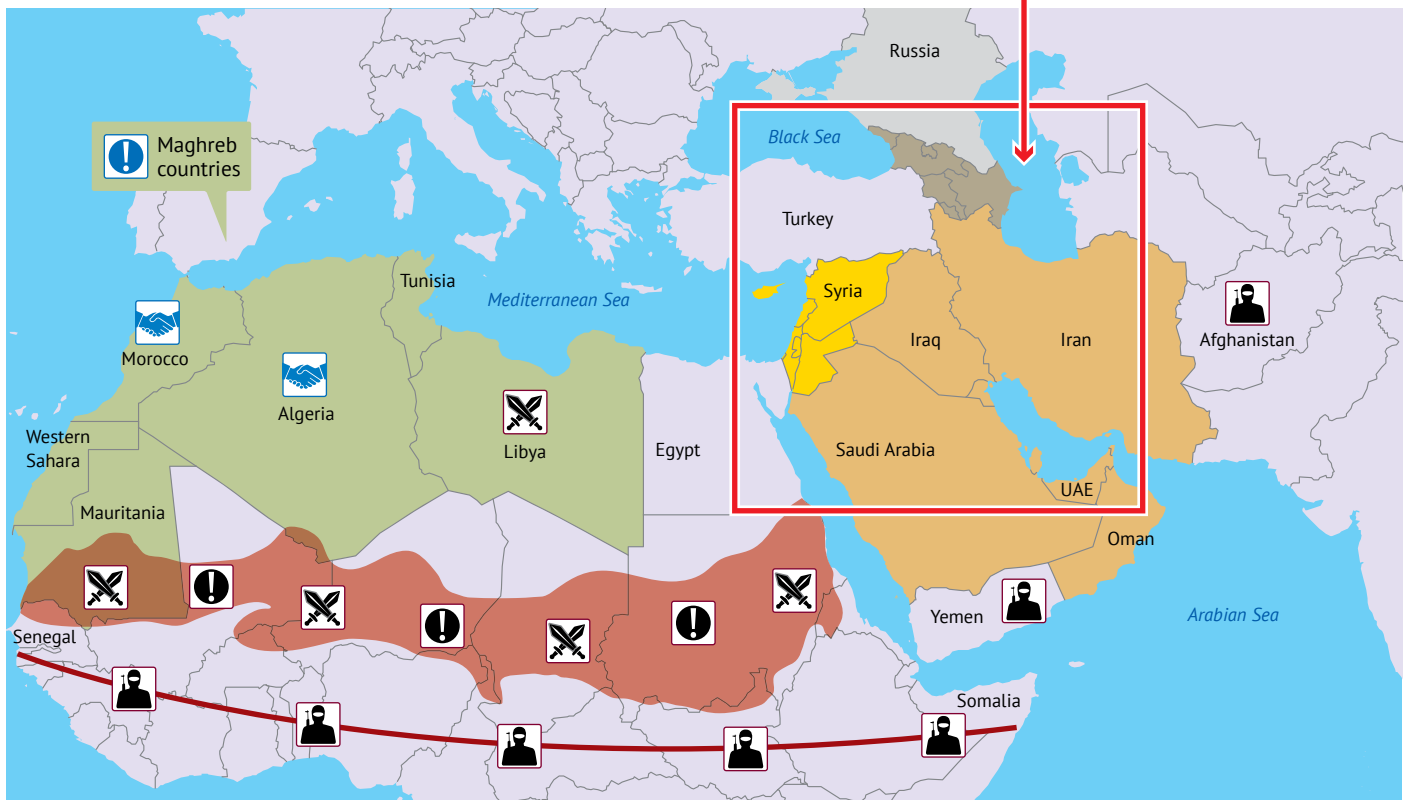 Russia
Black Sea
Maghreb
countries
Turkey
Tunisia
Mediterranean Sea
Syria
Morocco
Iraq
Iran
Afghanistan
Algeria
Western
Sahara
Libya
Egypt
Saudi Arabia
UAE
Mauritania
Oman
Yemen
Arabian Sea
Senegal
Somalia